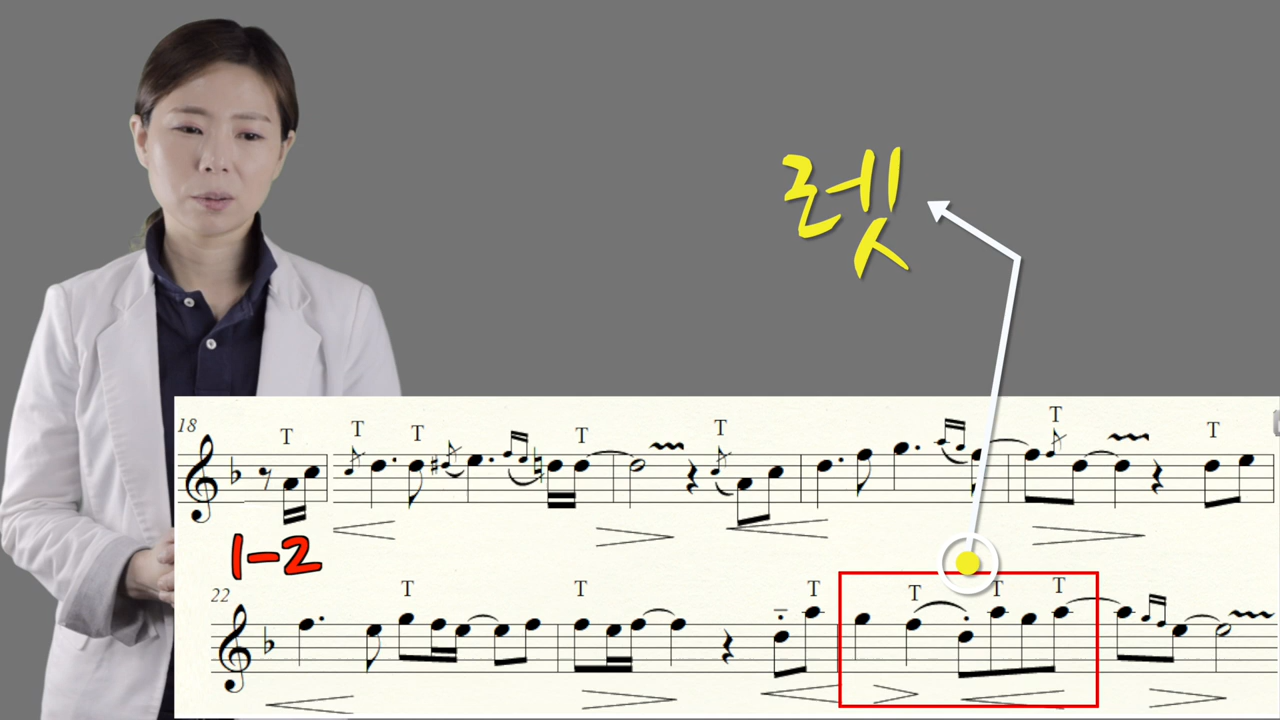 렛
18
T T T T T T T
1-2
22
T T T T T T